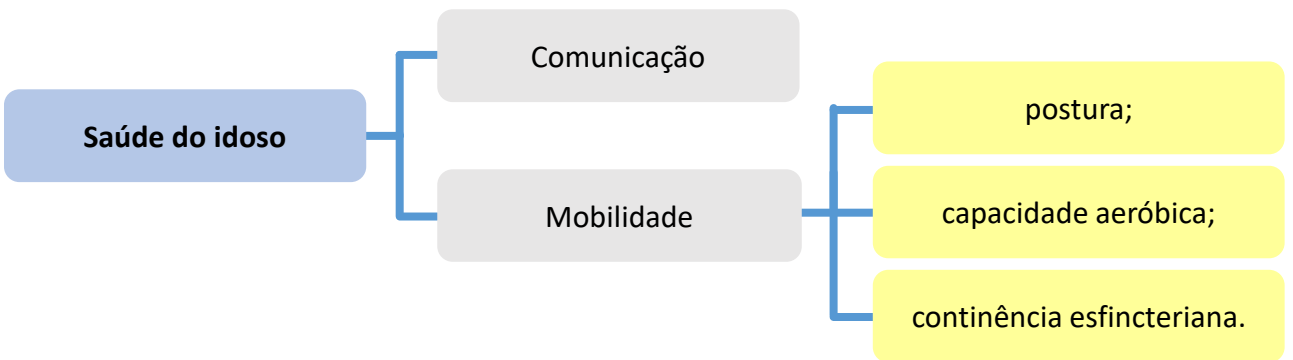 Saúde do idoso
Comunicação
Mobilidade
postura;
capacidade aeróbica;
continência esfincteriana.